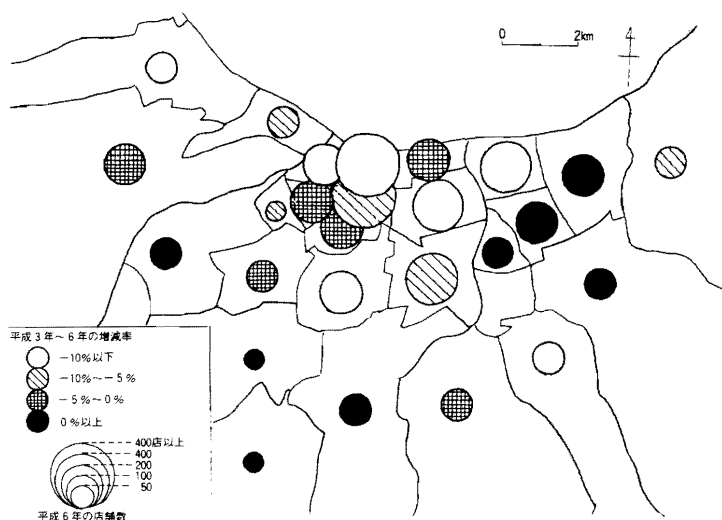 0 2km
4
平成3年～6年の増減率
－10%以下
－10%～－5%
－5%～0%
0%以上
400店以上
400
200
100
50
平成6年の店舗数